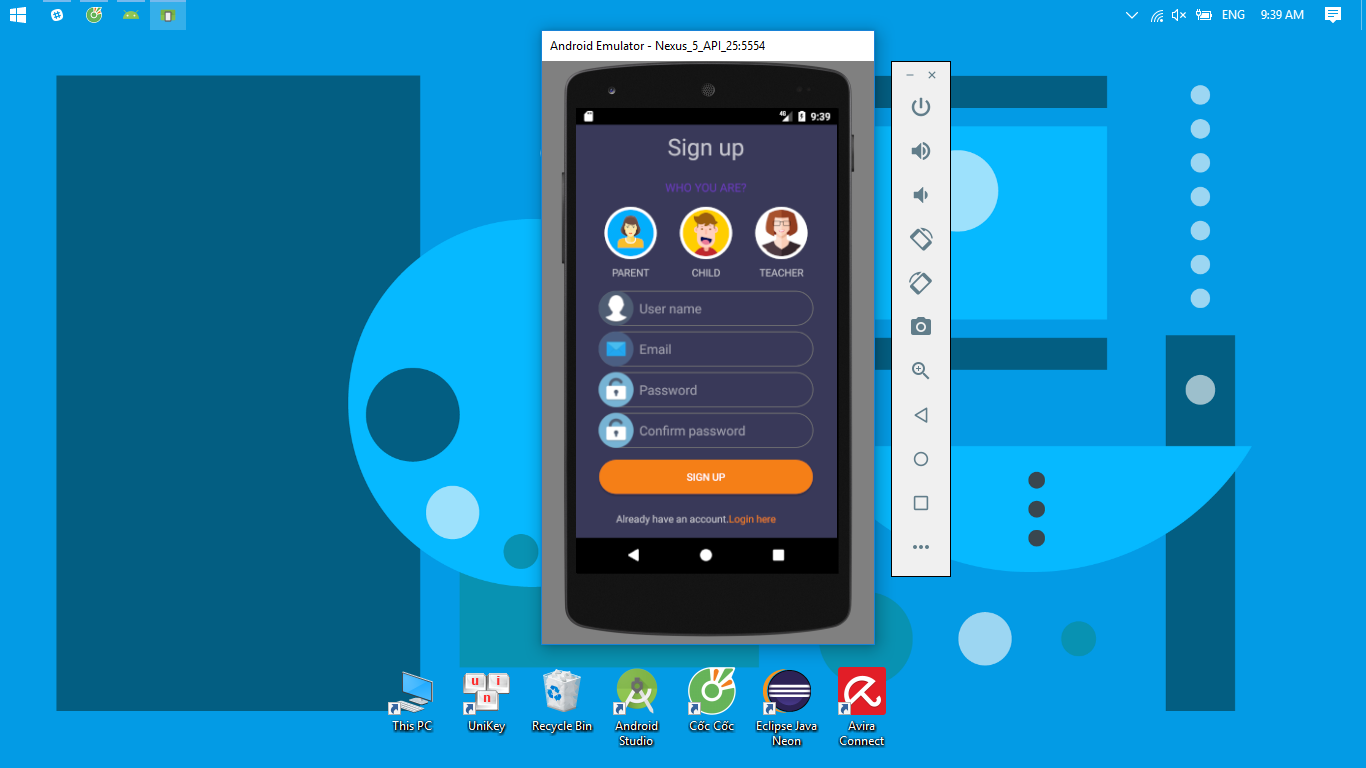 ENG
9:39 AM
Android Emulator - Nexus_5_API_25:5554
4G
9:39
Sign up
WHO YOU ARE?
PARENT
CHILD
TEACHER
User name
Email
Password
Confirm password
SIGN UP
Already have an account.Login here
u
i
n
This PC
UniKey
Recycle Bin
Android
Studio
Cốc Cốc
Eclipse Java
Neon
Avira
Connect